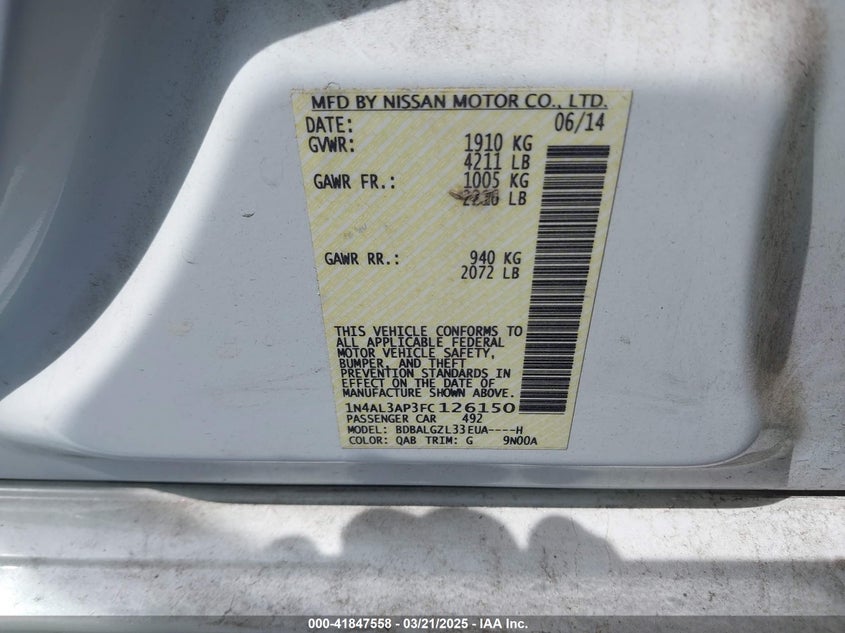 MFD BY NISSAN MOTOR CO., LTD.
DATE: 06/14
GVWR: 1910 KG
4211 LB
GAWR FR.: 1005 KG
LB
GAWR RR.: 940 KG
2072 LB
THIS VEHICLE CONFORMS TO
ALL APPLICABLE FEDERAL
MOTOR VEHICLE SAFETY,
BUMPER, AND THEFT
PREVENTION STANDARDS IN
EFFECT ON THE DATE OF
MANUFACTURE SHOWN ABOVE.
1N4AL3AP3FC126150
PASSENGER CAR 492
MODEL: BDBALGZL33EUA----H
COLOR: QAB TRIM: G 9N00A
000-41847558 - 03/21/2025 - IAA Inc.